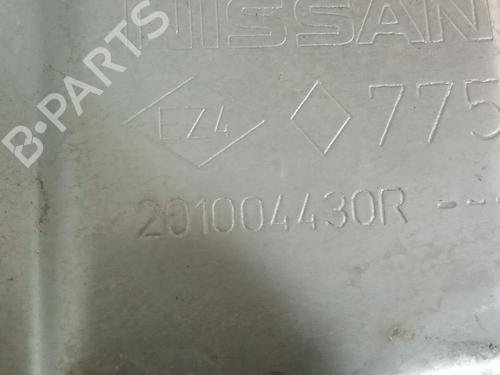 NISSAN
EZ4 ◇ 775
201004430R ---
B-PARTS